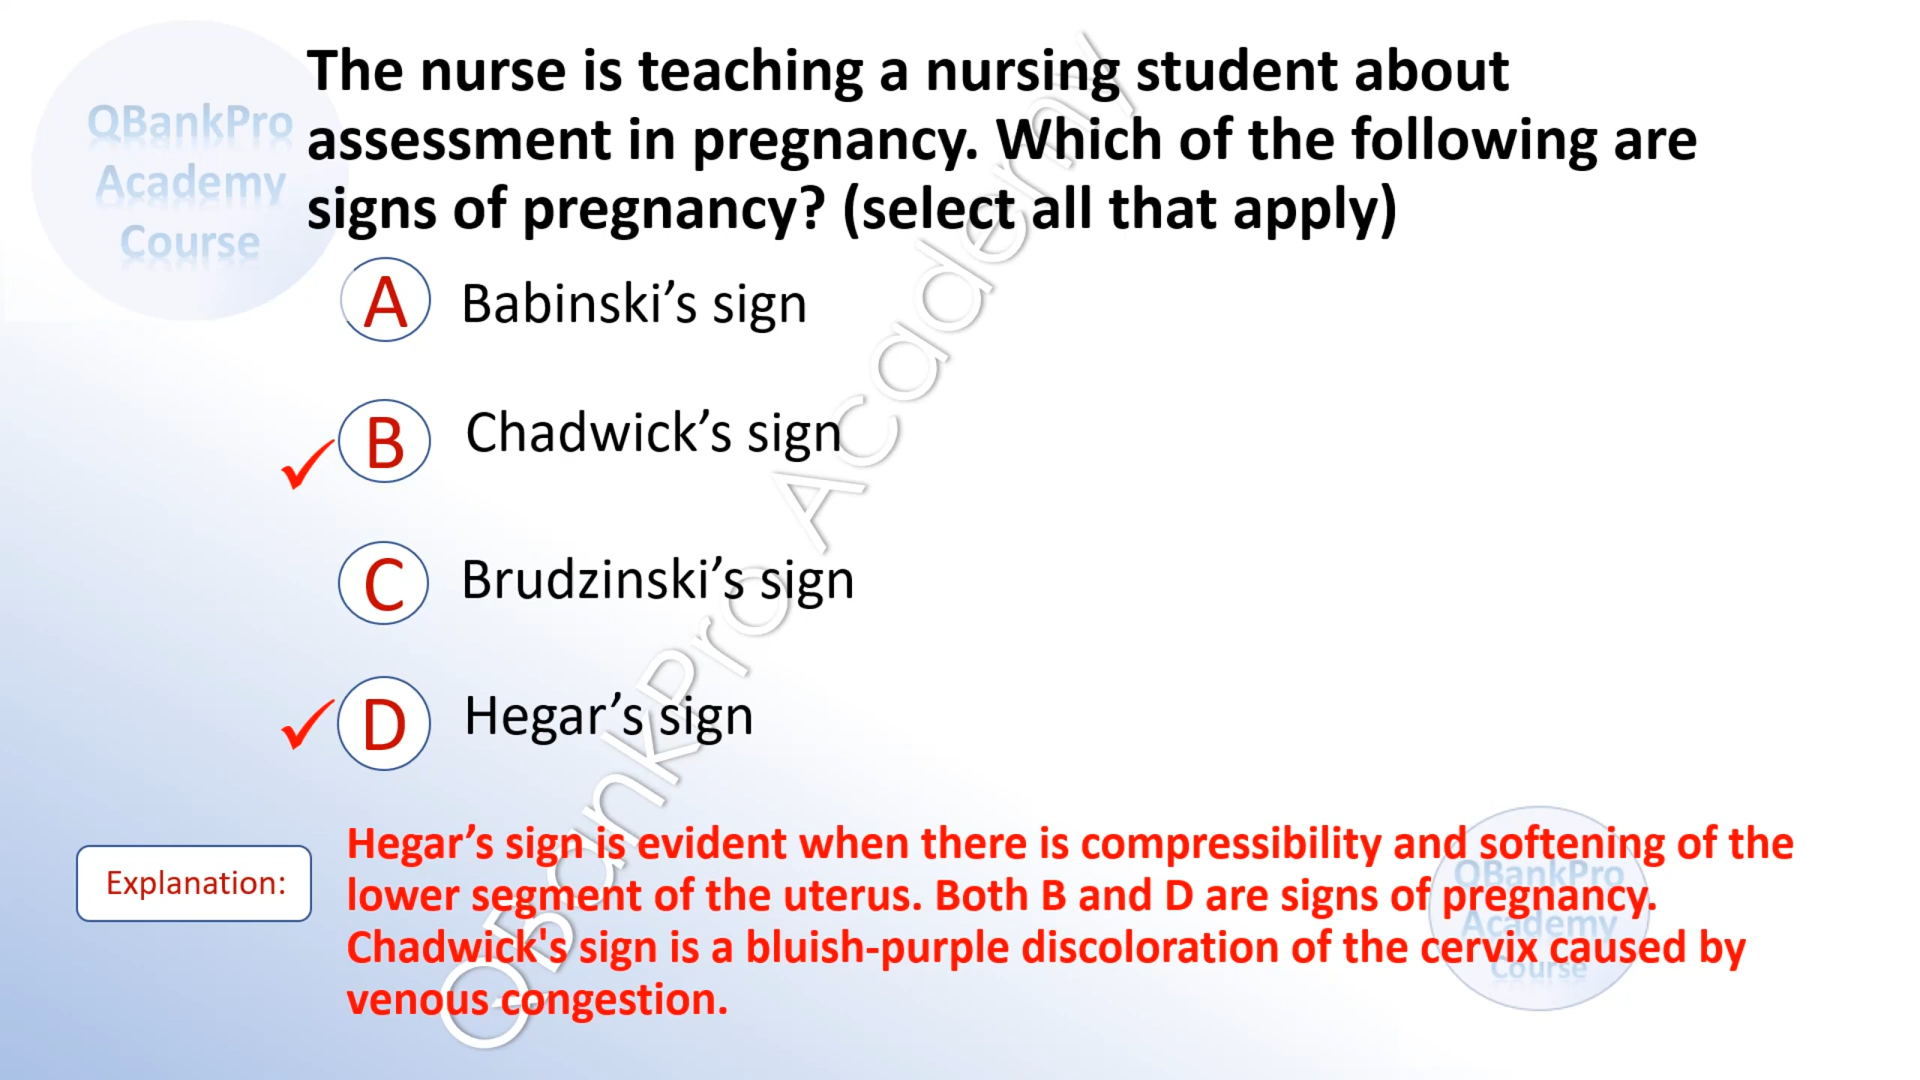 QBankPro
Academy
Course
The nurse is teaching a nursing student about
assessment in pregnancy. Which of the following are
signs of pregnancy? (select all that apply)
A Babinski’s sign
B Chadwick’s sign
C Brudzinski’s sign
D Hegar’s sign
QBankPro Academy
Explanation:
Hegar’s sign is evident when there is compressibility and softening of the
lower segment of the uterus. Both B and D are signs of pregnancy.
Chadwick's sign is a bluish-purple discoloration of the cervix caused by
venous congestion.
QBankPro
Academy
Course